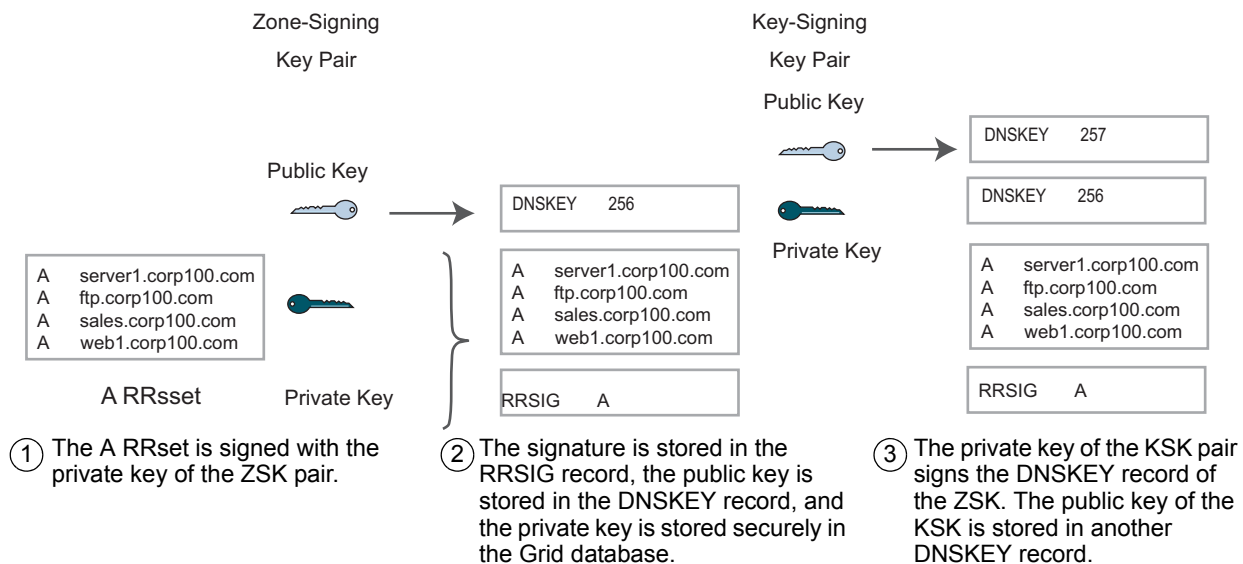 Zone-Signing
Key Pair
Public Key
A server1.corp100.com
A ftp.corp100.com
A sales.corp100.com
A web1.corp100.com
A RRsset
Private Key
① The A RRset is signed with the
private key of the ZSK pair.
DNSKEY 256
A server1.corp100.com
A ftp.corp100.com
A sales.corp100.com
A web1.corp100.com
RRSIG A
② The signature is stored in the
RRSIG record, the public key is
stored in the DNSKEY record, and
the private key is stored securely in
the Grid database.
Key-Signing
Key Pair
Public Key
Private Key
DNSKEY 257
DNSKEY 256
A server1.corp100.com
A ftp.corp100.com
A sales.corp100.com
A web1.corp100.com
RRSIG A
③ The private key of the KSK pair
signs the DNSKEY record of
the ZSK. The public key of the
KSK is stored in another
DNSKEY record.